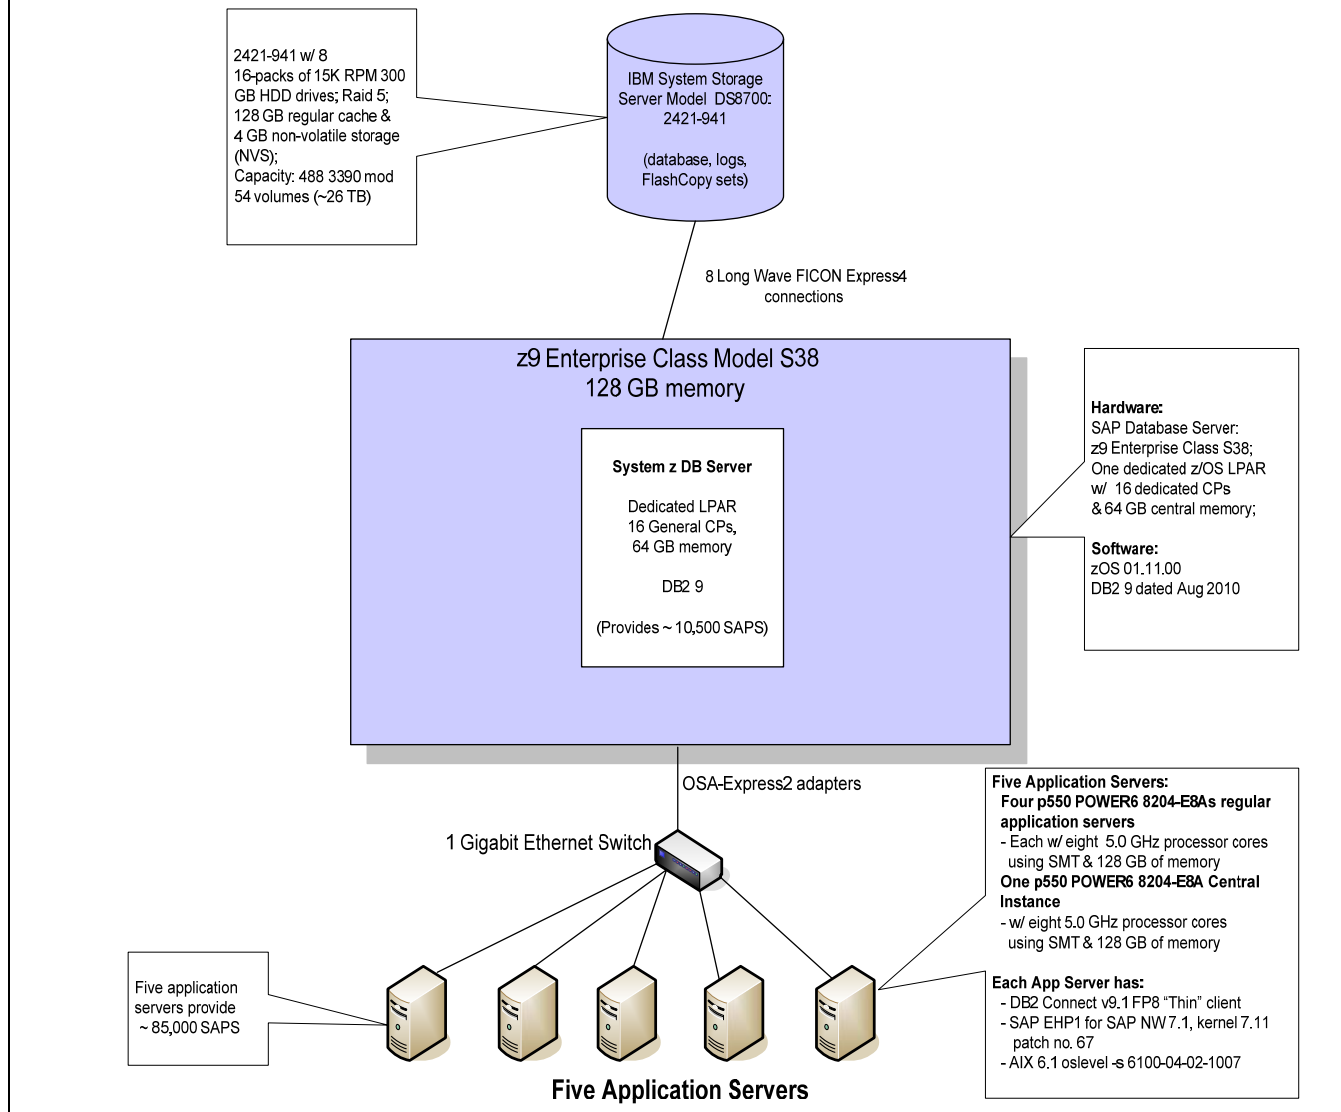 2421-941 w/ 8
16-packs of 15K RPM 300
GB HDD drives; Raid 5;
128 GB regular cache &
4 GB non-volatile storage
(NVS);
Capacity: 488 3390 mod
54 volumes (~26 TB)
IBM System Storage
Server Model DS8700:
2421-941
(database, logs,
FlashCopy sets)
8 Long Wave FICON Express4
connections
z9 Enterprise Class Model S38
128 GB memory
System z DB Server
Dedicated LPAR
16 General CPs,
64 GB memory
DB2 9
(Provides ~ 10,500 SAPS)
Hardware:
SAP Database Server:
z9 Enterprise Class S38;
One dedicated z/OS LPAR
w/ 16 dedicated CPs
& 64 GB central memory;
Software:
zOS 01.11.00
DB2 9 dated Aug 2010
OSA-Express2 adapters
1 Gigabit Ethernet Switch
Five Application Servers:
Four p550 POWER6 8204-E8As regular
application servers
- Each w/ eight 5.0 GHz processor cores
using SMT & 128 GB of memory
One p550 POWER6 8204-E8A Central
Instance
- w/ eight 5.0 GHz processor cores
using SMT & 128 GB of memory
Each App Server has:
- DB2 Connect v9.1 FP8 “Thin” client
- SAP EHP1 for SAP NW 7.1, kernel 7.11
patch no. 67
- AIX 6.1 oslevel -s 6100-04-02-1007
Five application
servers provide
~ 85,000 SAPS
Five Application Servers